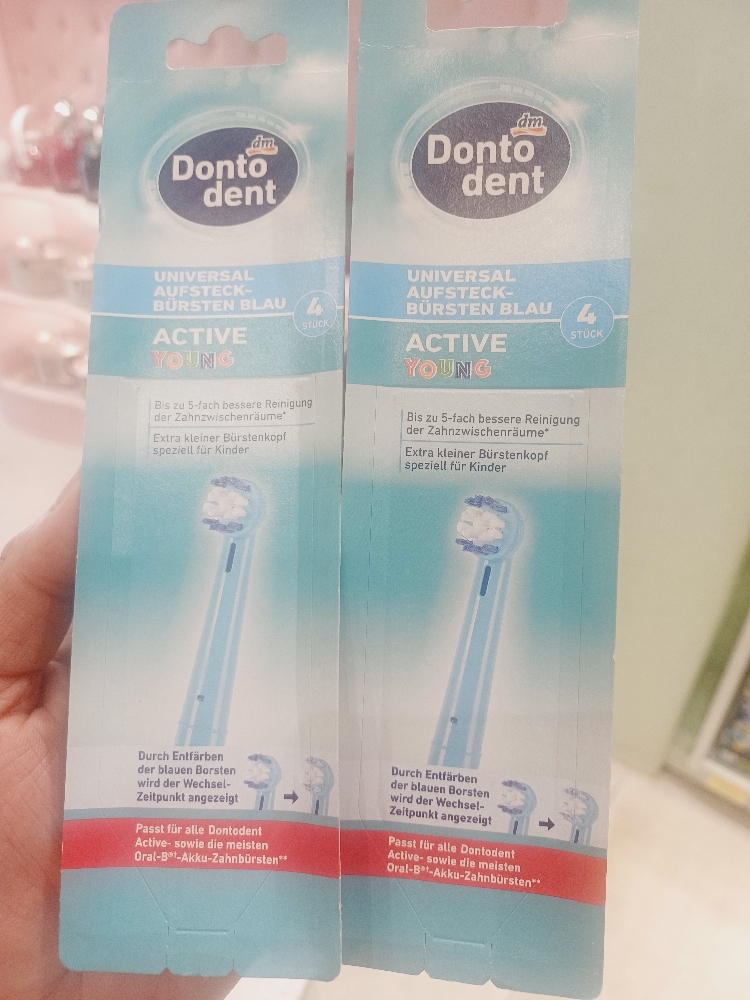 dm
Donto
dent
UNIVERSAL
AUFSTECK-
BÜRSTEN BLAU
4
STÜCK
ACTIVE
YOUNG
Bis zu 5-fach bessere Reinigung
der Zahnzwischenräume*
Extra kleiner Bürstenkopf
speziell für Kinder
Durch Entfärben
der blauen Borsten
wird der Wechsel-
Zeitpunkt angezeigt
Passt für alle Dontodent
Active- sowie die meisten
Oral-B®¹-Akku-Zahnbürsten**
dm
Donto
dent
UNIVERSAL
AUFSTECK-
BÜRSTEN BLAU
4
STÜCK
ACTIVE
YOUNG
Bis zu 5-fach bessere Reinigung
der Zahnzwischenräume*
Extra kleiner Bürstenkopf
speziell für Kinder
Durch Entfärben
der blauen Borsten
wird der Wechsel-
Zeitpunkt angezeigt
Passt für alle Dontodent
Active- sowie die meisten
Oral-B®¹-Akku-Zahnbürsten**